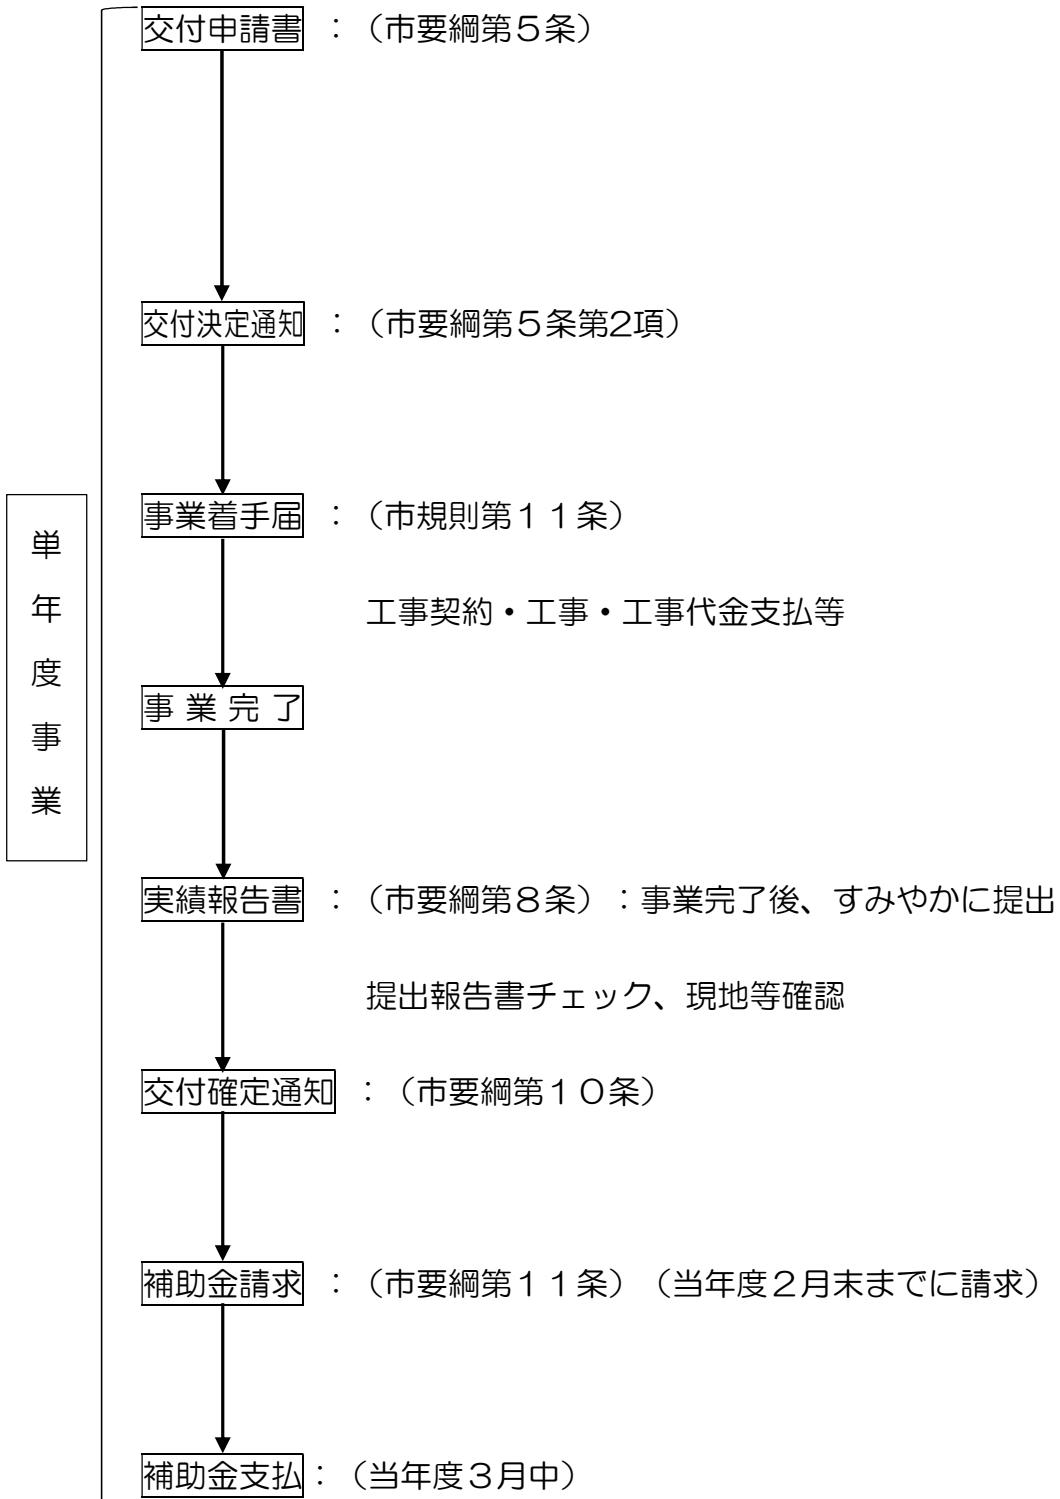 交付申請書 ：（市要綱第５条）
交付決定通知 ：（市要綱第５条第2項）
事業着手届 ：（市規則第１１条）
単年度事業
工事契約・工事・工事代金支払等
事業完了
実績報告書 ：（市要綱第８条）：事業完了後、すみやかに提出
提出報告書チェック、現地等確認
交付確定通知 ：（市要綱第１０条）
補助金請求 ：（市要綱第１１条）（当年度２月末までに請求）
補助金支払：（当年度３月中）